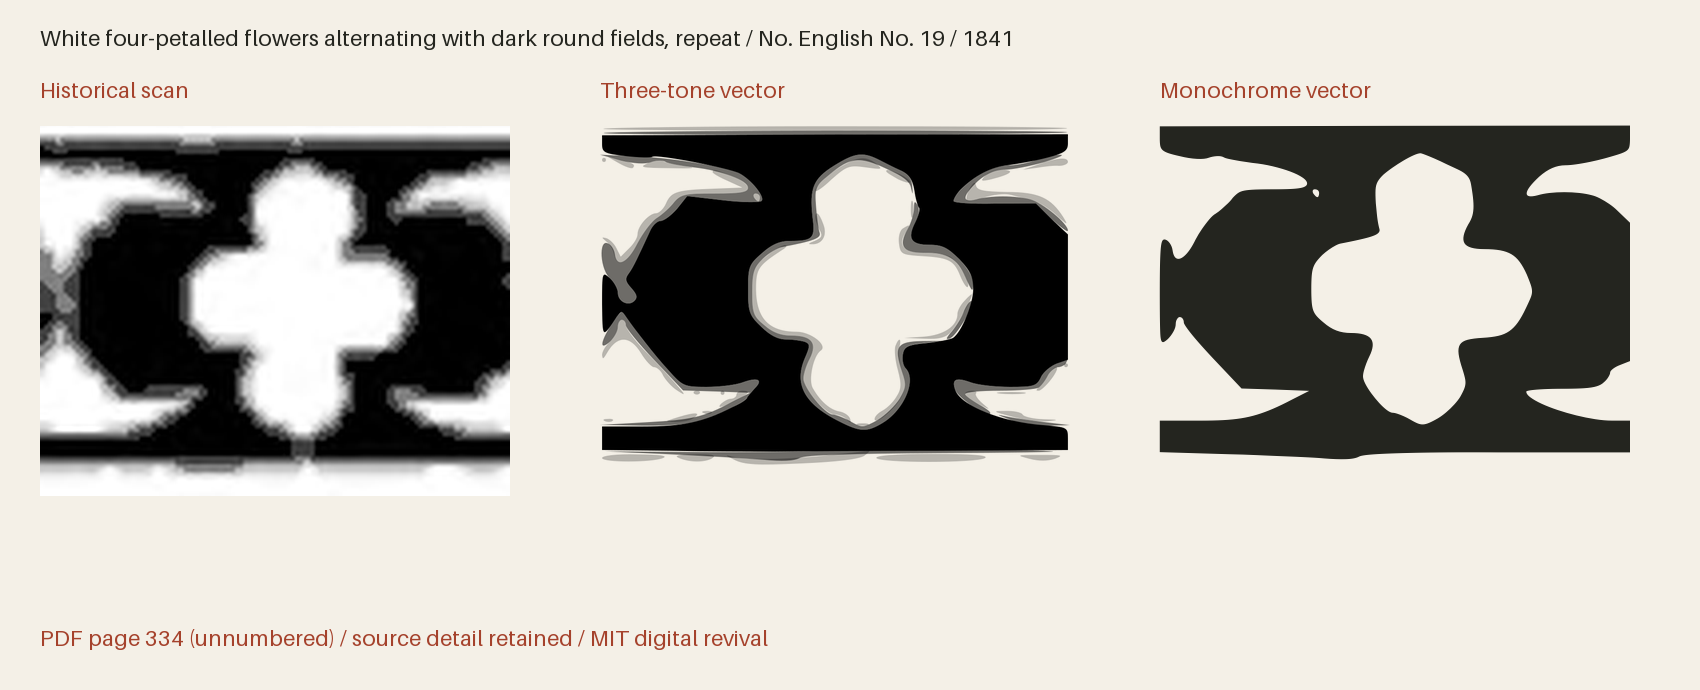 White four-petalled flowers alternating with dark round fields, repeat / No. English No. 19 / 1841
Historical scan
Three-tone vector
Monochrome vector
PDF page 334 (unnumbered) / source detail retained / MIT digital revival